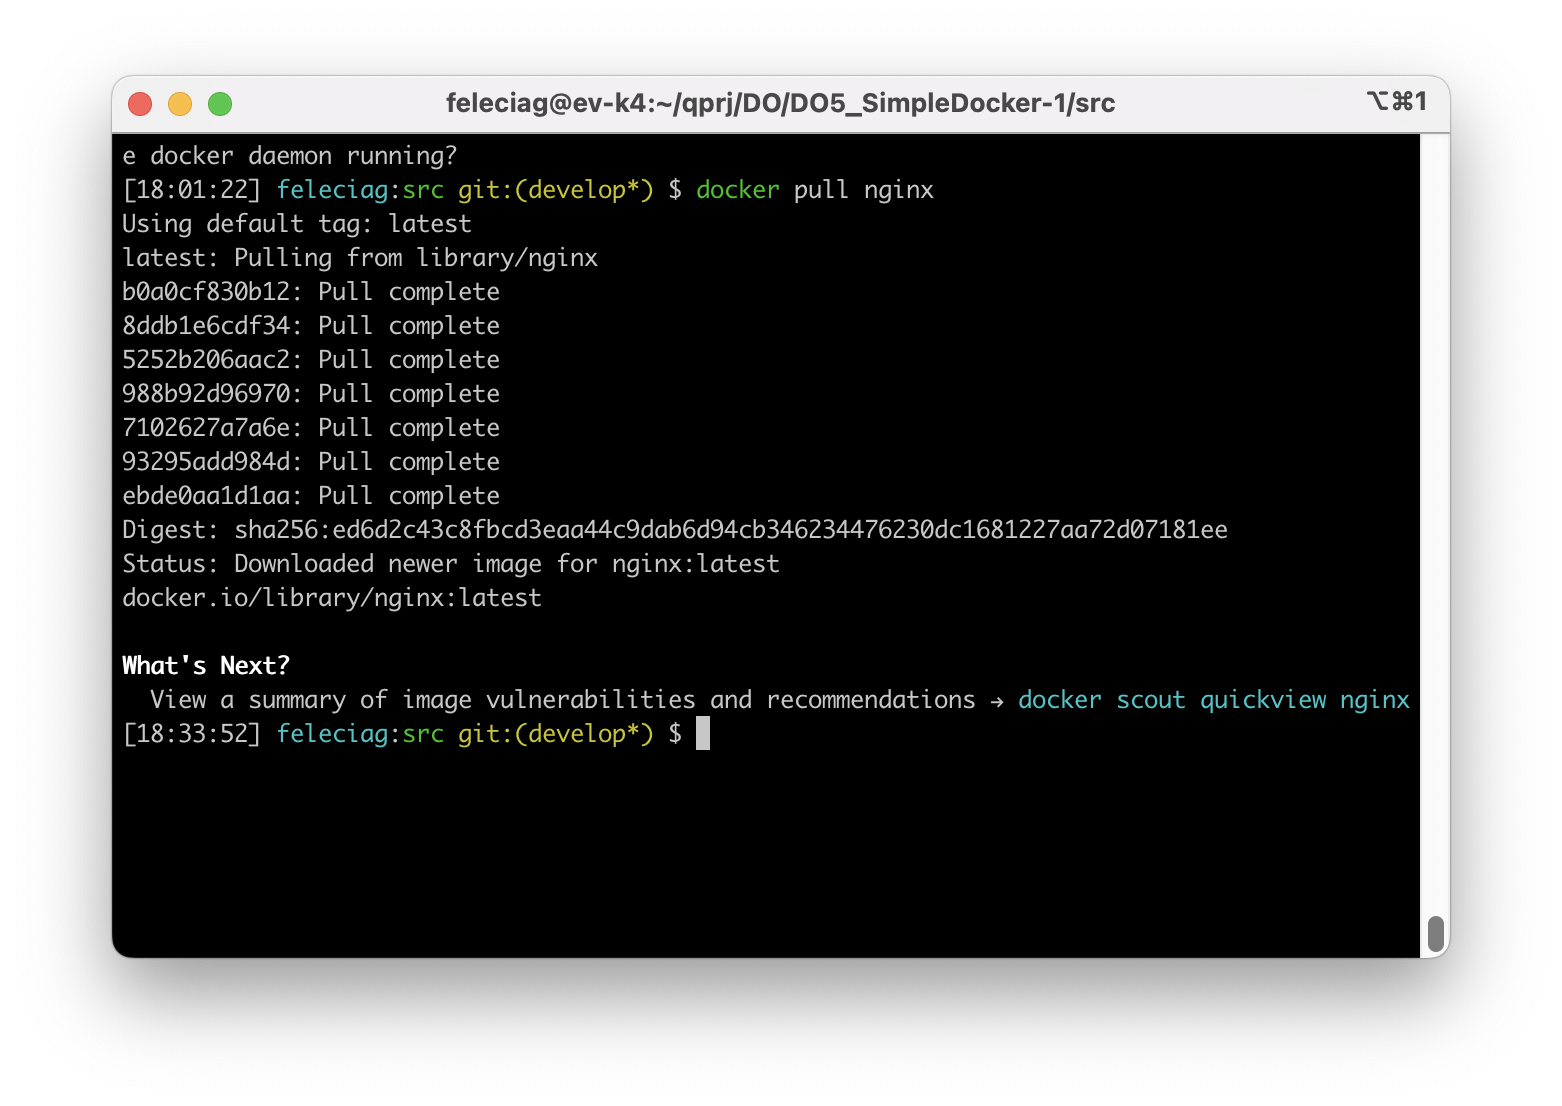 feleciag@ev-k4:~/qprj/DO/DO5_SimpleDocker-1/src ⌥⌘1
e docker daemon running?
[18:01:22] feleciag:src git:(develop*) $ docker pull nginx
Using default tag: latest
latest: Pulling from library/nginx
b0a0cf830b12: Pull complete
8ddb1e6cdf34: Pull complete
5252b206aac2: Pull complete
988b92d96970: Pull complete
7102627a7a6e: Pull complete
93295add984d: Pull complete
ebde0aa1d1aa: Pull complete
Digest: sha256:ed6d2c43c8fbcd3eaa44c9dab6d94cb346234476230dc1681227aa72d07181ee
Status: Downloaded newer image for nginx:latest
docker.io/library/nginx:latest
What's Next?
View a summary of image vulnerabilities and recommendations → docker scout quickview nginx
[18:33:52] feleciag:src git:(develop*) $